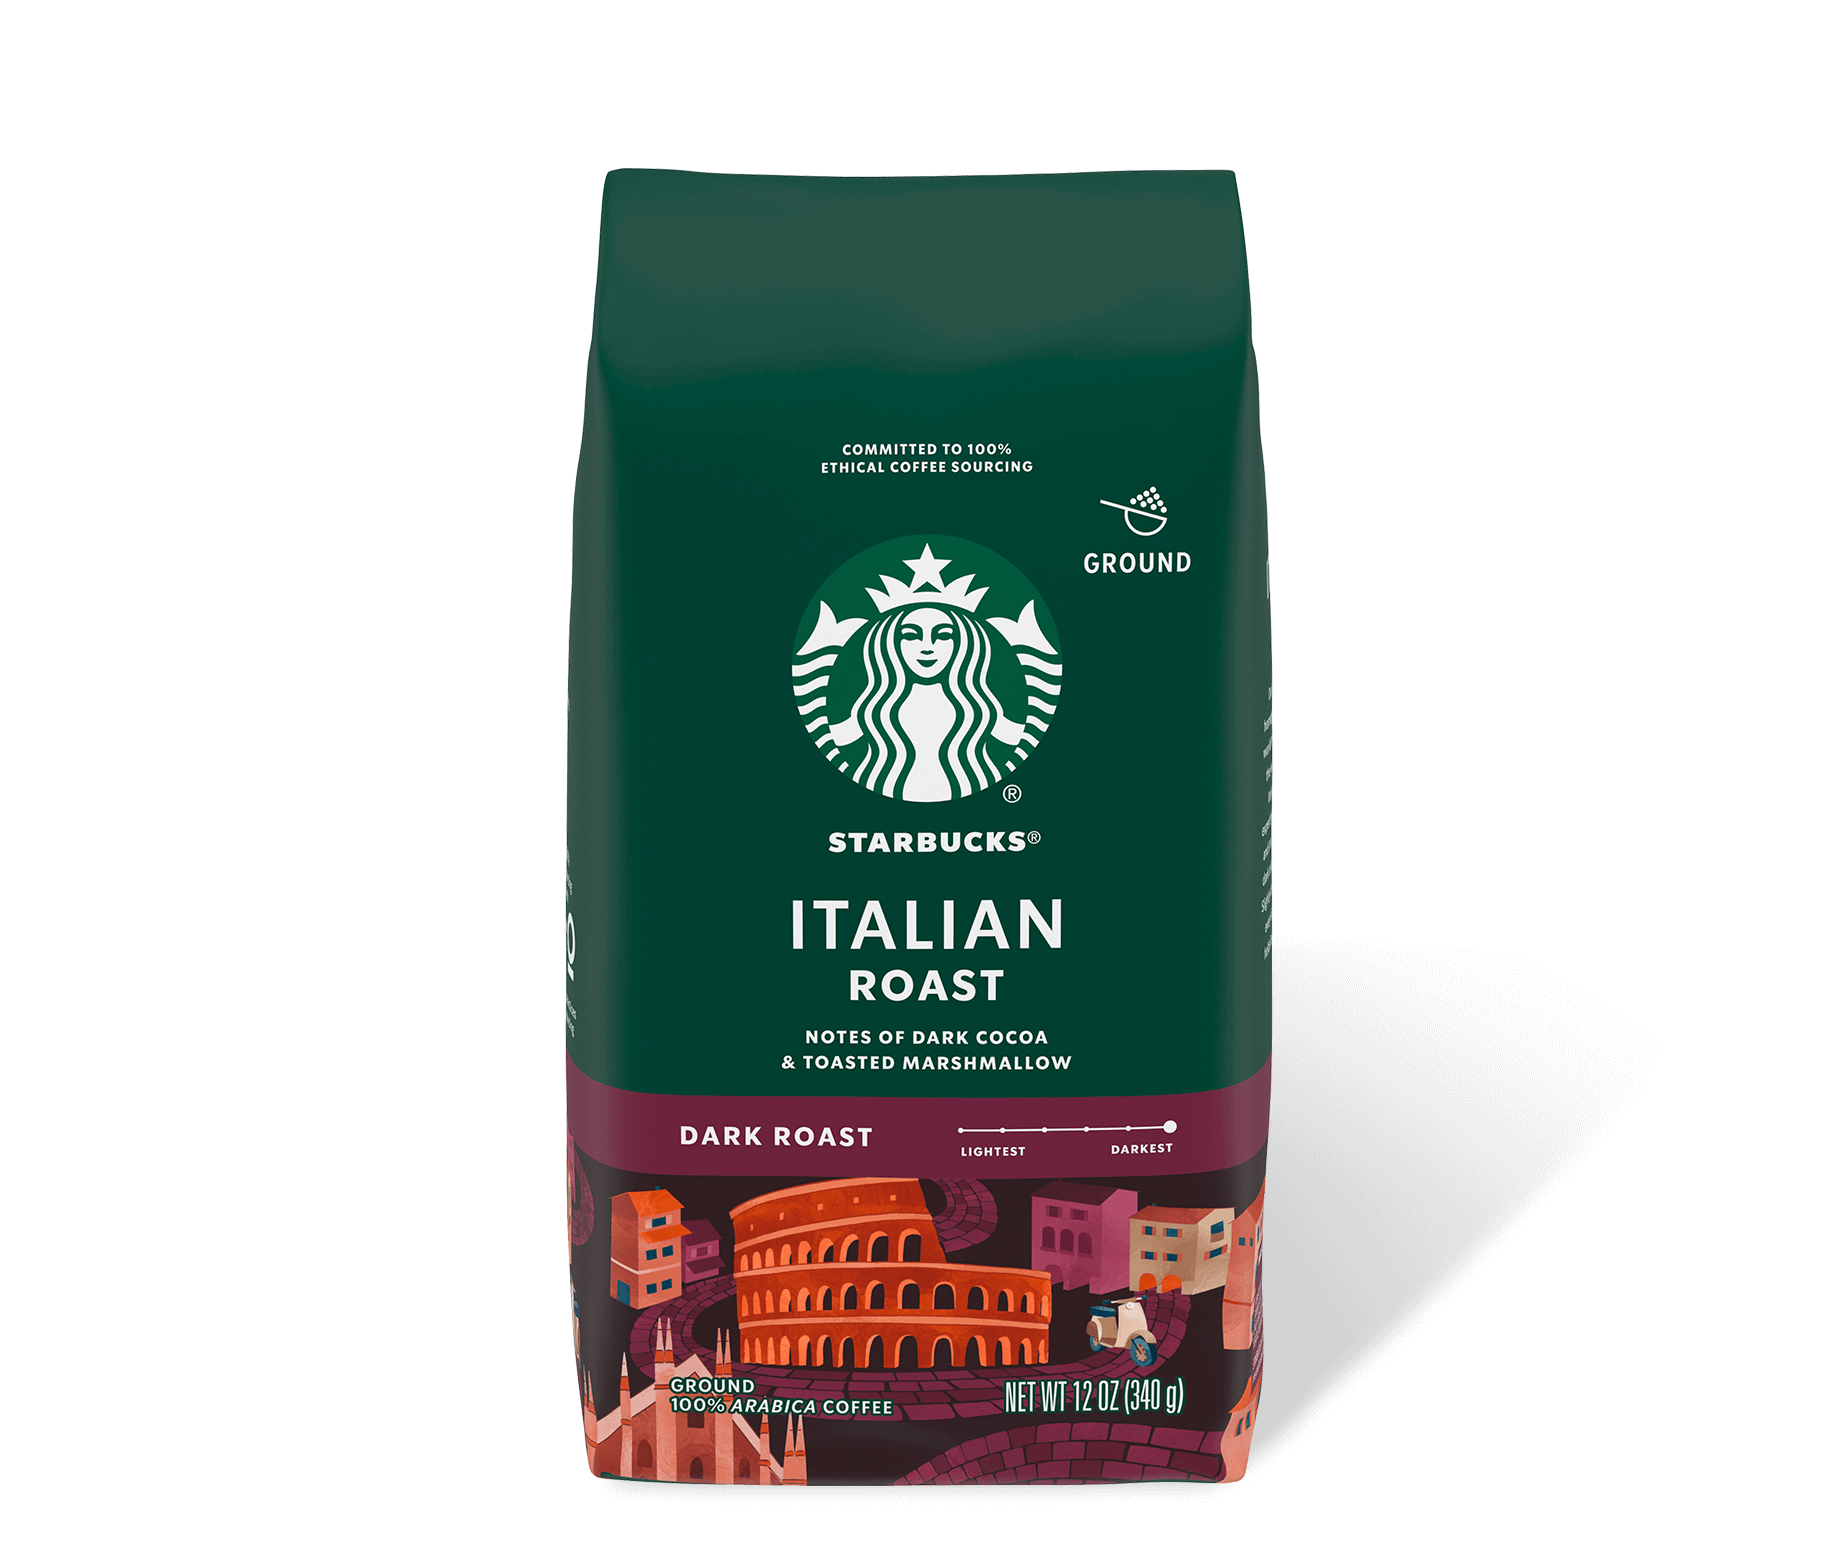 COMMITTED TO 100%
ETHICAL COFFEE SOURCING
GROUND
®
STARBUCKS®
ITALIAN
ROAST
NOTES OF DARK COCOA
& TOASTED MARSHMALLOW
DARK ROAST
LIGHTEST DARKEST
GROUND
100% ARABICA COFFEE
NET WT 12 OZ (340 g)